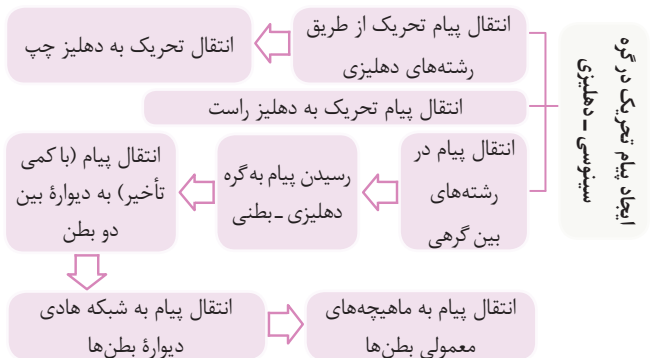 ایجاد پیام تحریک در گره
سینوسی ـ دهلیزی
انتقال پیام تحریک از طریق
رشته‌های دهلیزی
انتقال تحریک به دهلیز چپ
انتقال پیام تحریک به دهلیز راست
انتقال پیام در
رشته‌های
بین گرهی
رسیدن پیام به گره
دهلیزی ـ بطنی
انتقال پیام (با کمی
تأخیر) به دیوارهٔ بین
دو بطن
انتقال پیام به شبکه هادی
دیوارهٔ بطن‌ها
انتقال پیام به ماهیچه‌های
معمولی بطن‌ها